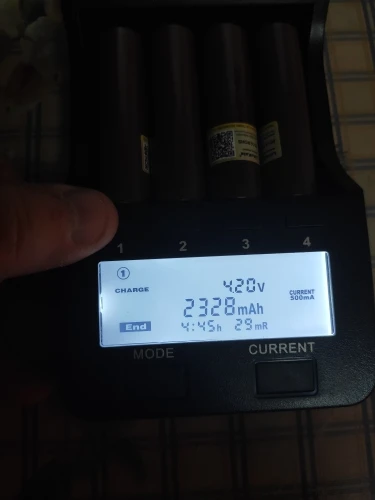 1 2 3 4
1
CHARGE
4.20v
CURRENT
500mA
2328mAh
End
4:45h 29mR
MODE
CURRENT